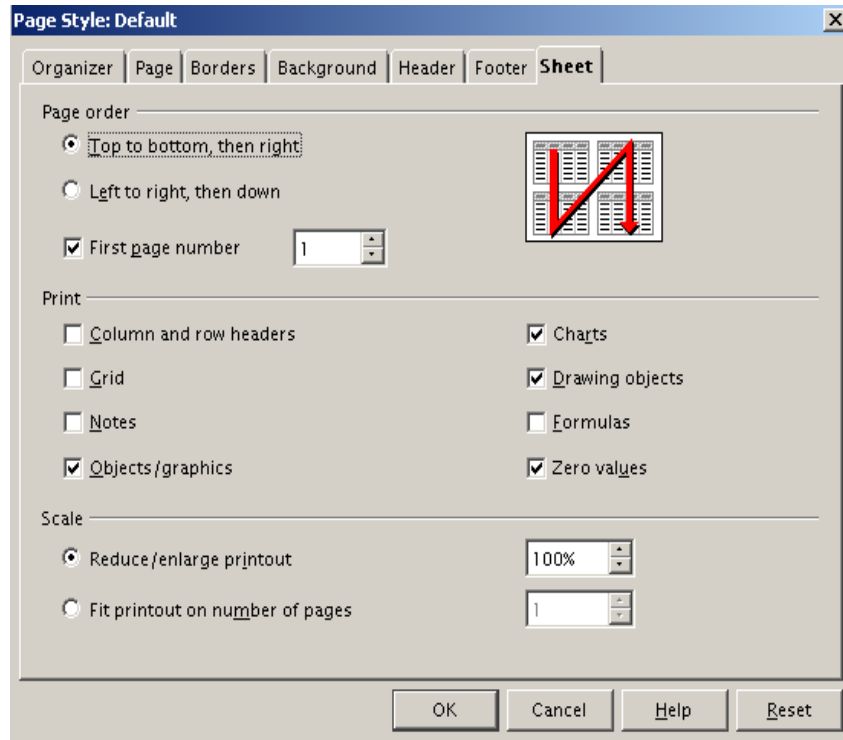 Page Style: Default
Organizer Page Borders Background Header Footer Sheet
Page order
Top to bottom, then right
Left to right, then down
First page number 1
Print
Column and row headers Charts
Grid Drawing objects
Notes Formulas
Objects/graphics Zero values
Scale
Reduce/enlarge printout 100%
Fit printout on number of pages 1
OK Cancel Help Reset